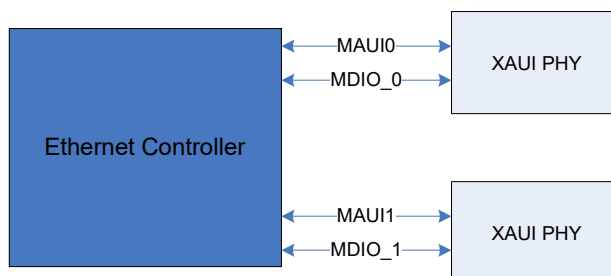 MAUI0
XAUI PHY
MDIO_0
Ethernet Controller
MAUI1
XAUI PHY
MDIO_1